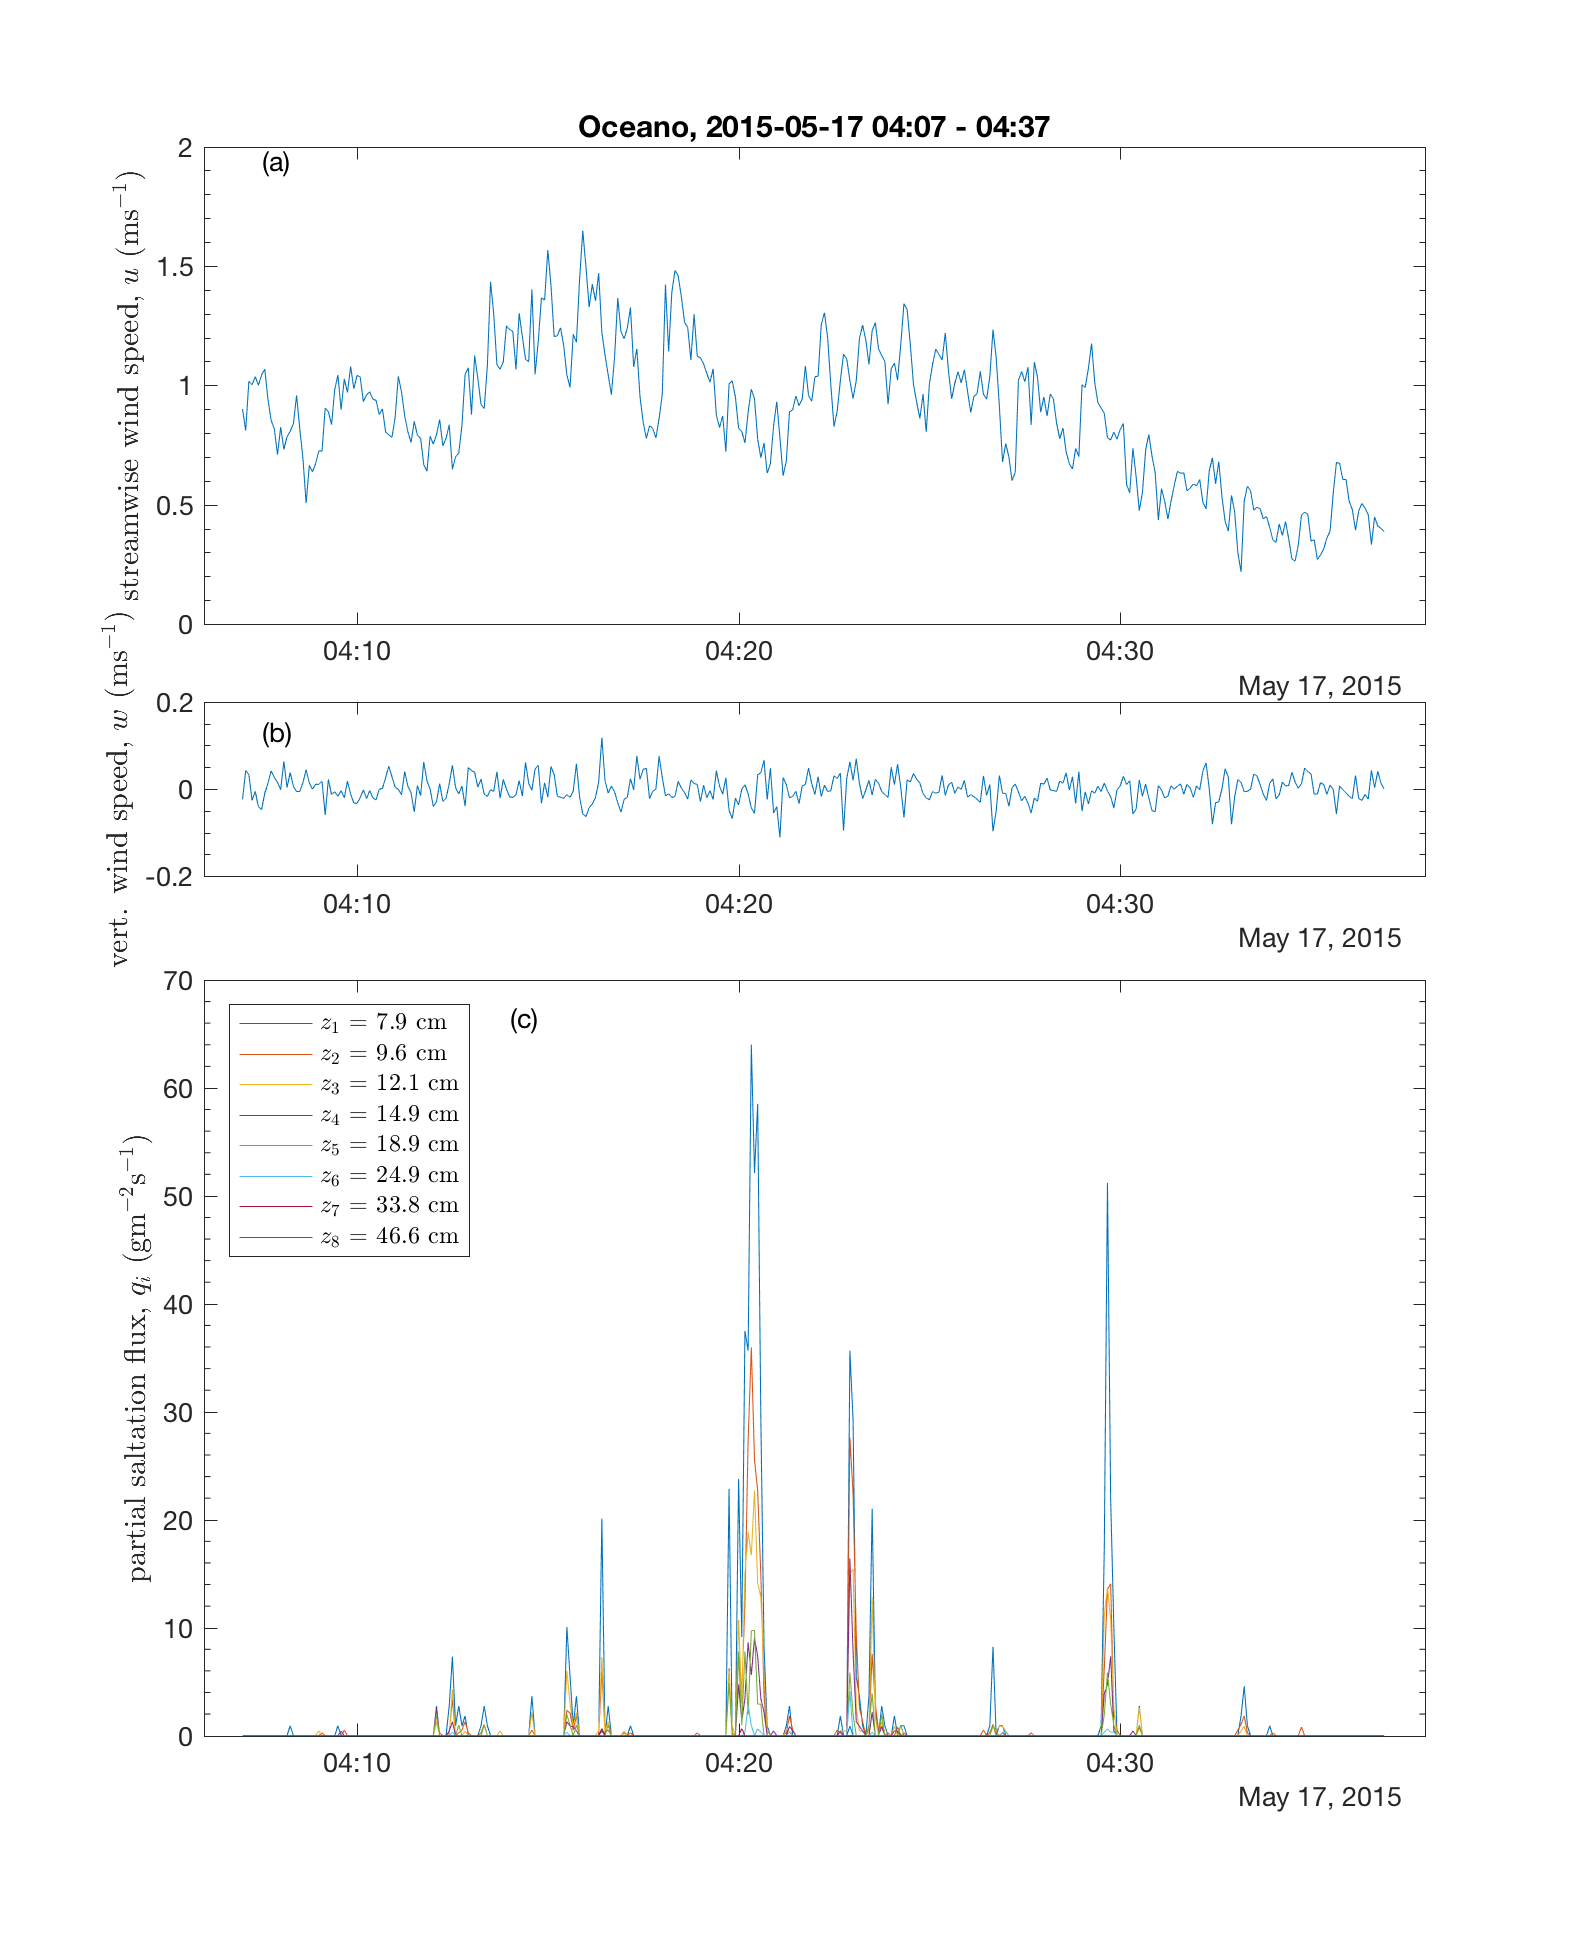 Oceano, 2015-05-17 04:07 - 04:37
(a)
streamwise wind speed, u (ms⁻¹)
2
1.5
1
0.5
0
04:10 04:20 04:30
May 17, 2015
(b)
vert. wind speed, w (ms⁻¹)
0.2
0
-0.2
04:10 04:20 04:30
May 17, 2015
(c)
partial saltation flux, qᵢ (gm⁻²s⁻¹)
70
60
50
40
30
20
10
0
z₁ = 7.9 cm
z₂ = 9.6 cm
z₃ = 12.1 cm
z₄ = 14.9 cm
z₅ = 18.9 cm
z₆ = 24.9 cm
z₇ = 33.8 cm
z₈ = 46.6 cm
04:10 04:20 04:30
May 17, 2015